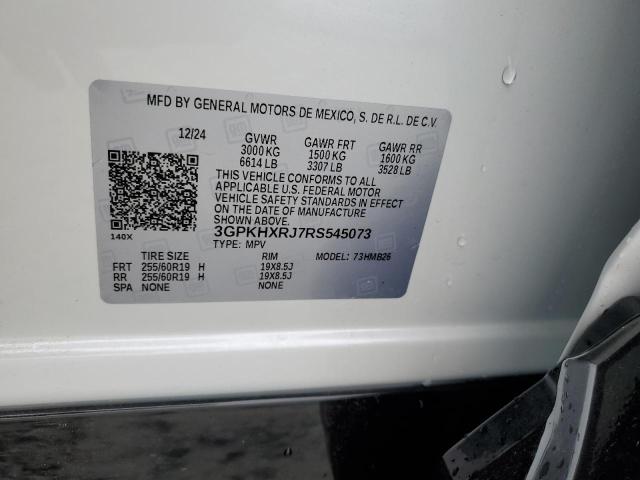 MFD BY GENERAL MOTORS DE MEXICO, S. DE R.L. DE C.V.
12/24 GVWR GAWR FRT GAWR RR
3000 KG 1500 KG 1600 KG
6614 LB 3307 LB 3528 LB
THIS VEHICLE CONFORMS TO ALL
APPLICABLE U.S. FEDERAL MOTOR
VEHICLE SAFETY STANDARDS IN EFFECT
ON THE DATE OF MANUFACTURE SHOWN ABOVE.
3GPKHXRJ7RS545073
140X TYPE: MPV
TIRE SIZE RIM MODEL: 73HMB26
FRT 255/60R19 H 19X8.5J
RR 255/60R19 H 19X8.5J
SPA NONE NONE